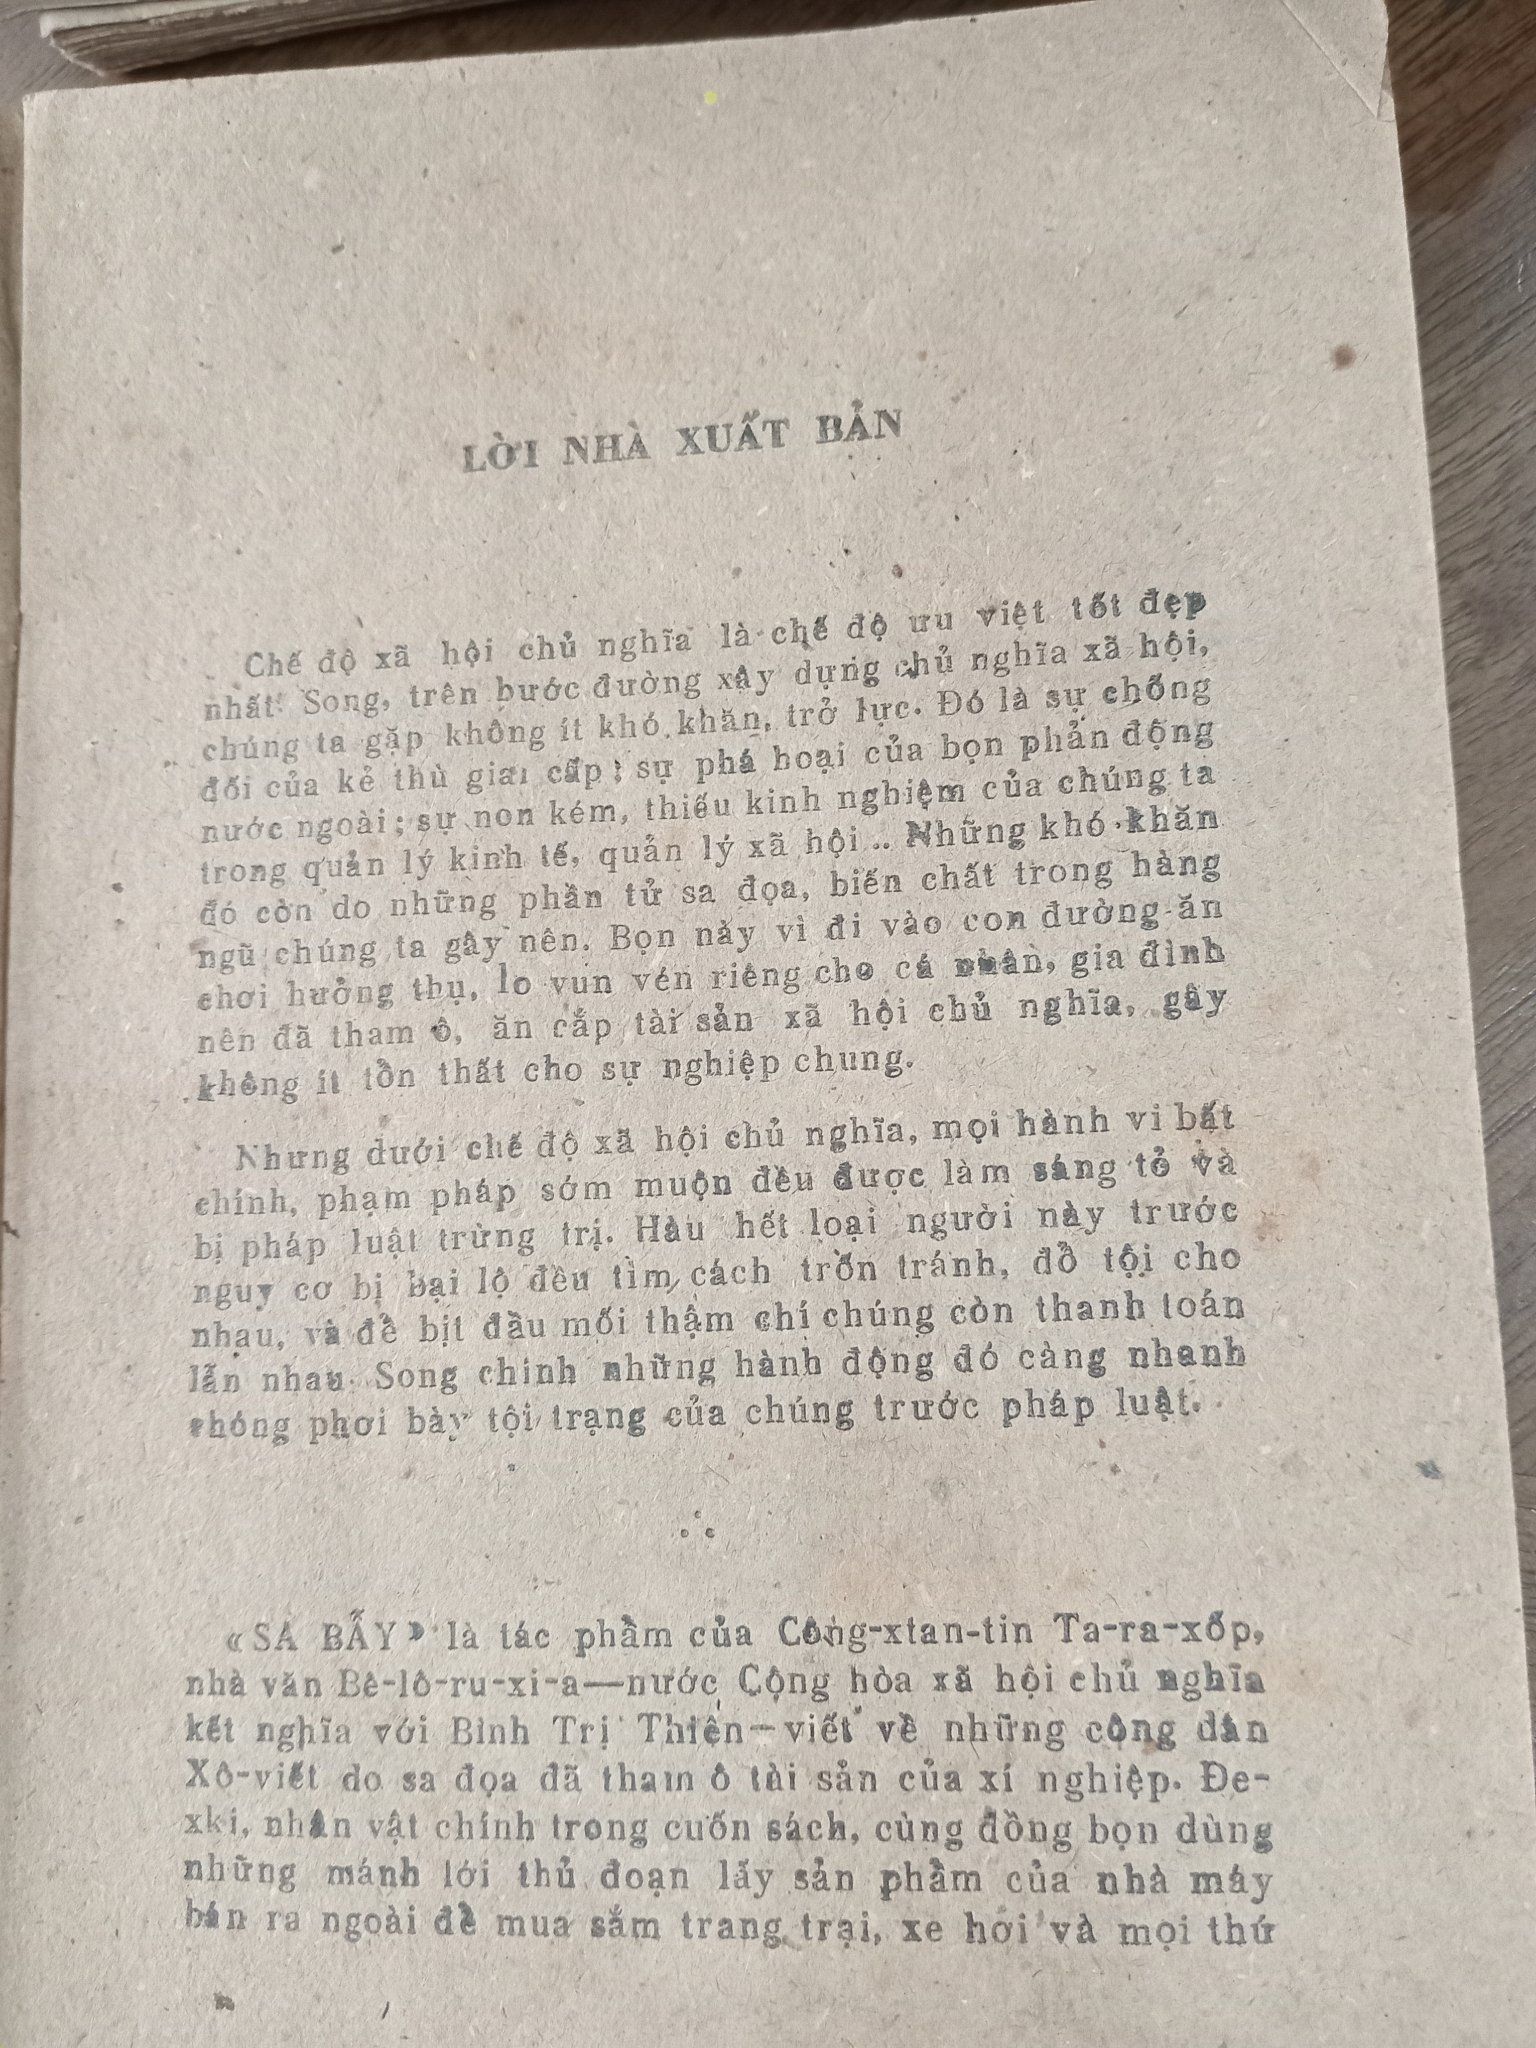 LỜI NHÀ XUẤT BẢN
Chế độ xã hội chủ nghĩa là chế độ ưu việt tốt đẹp
nhất. Song, trên bước đường xây dựng chủ nghĩa xã hội,
chúng ta gặp không ít khó khăn, trở lực. Đó là sự chống
đối của kẻ thù giai cấp; sự phá hoại của bọn phản động
nước ngoài; sự non kém, thiếu kinh nghiệm của chúng ta
trong quản lý kinh tế, quản lý xã hội.. Những khó khăn
đó còn do những phần tử sa đọa, biến chất trong hàng
ngũ chúng ta gây nên. Bọn này vì đi vào con đường ăn
chơi hưởng thụ, lo vun vén riêng cho cá nhân, gia đình
nên đã tham ô, ăn cắp tài sản xã hội chủ nghĩa, gây
không ít tổn thất cho sự nghiệp chung.
Nhưng dưới chế độ xã hội chủ nghĩa, mọi hành vi bất
chính, phạm pháp sớm muộn đều được làm sáng tỏ và
bị pháp luật trừng trị. Hàu hết loại người này trước
nguy cơ bị bại lộ đều tìm cách trốn tránh, đổ tội cho
nhau, và để bịt đầu mối thậm chí chúng còn thanh toán
lẫn nhau. Song chính những hành động đó càng nhanh
chóng phơi bày tội trạng của chúng trước pháp luật.
«SA BẪY» là tác phẩm của Công-xtan-tin Ta-ra-xốp,
nhà văn Bê-lô-ru-xi-a—nước Cộng hòa xã hội chủ nghĩa
kết nghĩa với Bình Trị Thiên—viết về những công dân
Xô-viết do sa đọa đã tham ô tài sản của xí nghiệp. Đe-
xki, nhân vật chính trong cuốn sách, cùng đồng bọn dùng
những mánh lới thủ đoạn lấy sản phẩm của nhà máy
bán ra ngoài để mua sắm trang trại, xe hơi và mọi thứ